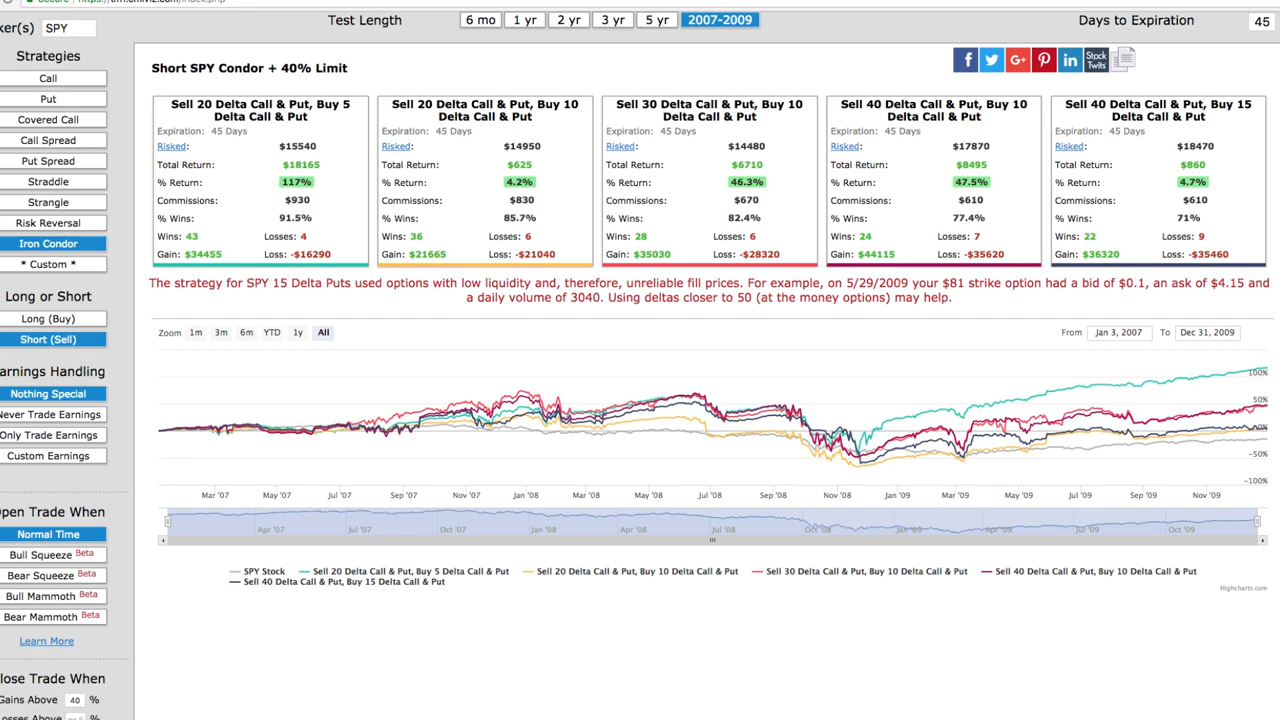 Secure https://tm1.cmlviz.com/index.php
ker(s) SPY
Test Length 6 mo 1 yr 2 yr 3 yr 5 yr 2007-2009 Days to Expiration 45
Strategies
Call
Put
Covered Call
Call Spread
Put Spread
Straddle
Strangle
Risk Reversal
Iron Condor
* Custom *
Long or Short
Long (Buy)
Short (Sell)
arnings Handling
Nothing Special
Never Trade Earnings
Only Trade Earnings
Custom Earnings
Open Trade When
Normal Time
Bull Squeeze Beta
Bear Squeeze Beta
Bull Mammoth Beta
Bear Mammoth Beta
Learn More
lose Trade When
Gains Above 40 %
Losses Above %
Short SPY Condor + 40% Limit
Stock Twits
Sell 20 Delta Call & Put, Buy 5
Delta Call & Put
Expiration: 45 Days
Risked: $15540
Total Return: $18165
% Return: 117%
Commissions: $930
% Wins: 91.5%
Wins: 43 Losses: 4
Gain: $34455 Loss: -$16290
Sell 20 Delta Call & Put, Buy 10
Delta Call & Put
Expiration: 45 Days
Risked: $14950
Total Return: $625
% Return: 4.2%
Commissions: $830
% Wins: 85.7%
Wins: 36 Losses: 6
Gain: $21665 Loss: -$21040
Sell 30 Delta Call & Put, Buy 10
Delta Call & Put
Expiration: 45 Days
Risked: $14480
Total Return: $6710
% Return: 46.3%
Commissions: $670
% Wins: 82.4%
Wins: 28 Losses: 6
Gain: $35030 Loss: -$28320
Sell 40 Delta Call & Put, Buy 10
Delta Call & Put
Expiration: 45 Days
Risked: $17870
Total Return: $8495
% Return: 47.5%
Commissions: $610
% Wins: 77.4%
Wins: 24 Losses: 7
Gain: $44115 Loss: -$35620
Sell 40 Delta Call & Put, Buy 15
Delta Call & Put
Expiration: 45 Days
Risked: $18470
Total Return: $860
% Return: 4.7%
Commissions: $610
% Wins: 71%
Wins: 22 Losses: 9
Gain: $36320 Loss: -$35460
The strategy for SPY 15 Delta Puts used options with low liquidity and, therefore, unreliable fill prices. For example, on 5/29/2009 your $81 strike option had a bid of $0.1, an ask of $4.15 and
a daily volume of 3040. Using deltas closer to 50 (at the money options) may help.
Zoom 1m 3m 6m YTD 1y All From Jan 3, 2007 To Dec 31, 2009
100%
50%
0%
-50%
-100%
Mar '07 May '07 Jul '07 Sep '07 Nov '07 Jan '08 Mar '08 May '08 Jul '08 Sep '08 Nov '08 Jan '09 Mar '09 May '09 Jul '09 Sep '09 Nov '09
Apr '07 Jul '07 Oct '07 Jan '08 Apr '08 Jul '08 Oct '08 Jan '09 Apr '09 Jul '09 Oct '09
SPY Stock Sell 20 Delta Call & Put, Buy 5 Delta Call & Put Sell 20 Delta Call & Put, Buy 10 Delta Call & Put Sell 30 Delta Call & Put, Buy 10 Delta Call & Put Sell 40 Delta Call & Put, Buy 10 Delta Call & Put
Sell 40 Delta Call & Put, Buy 15 Delta Call & Put
Highcharts.com